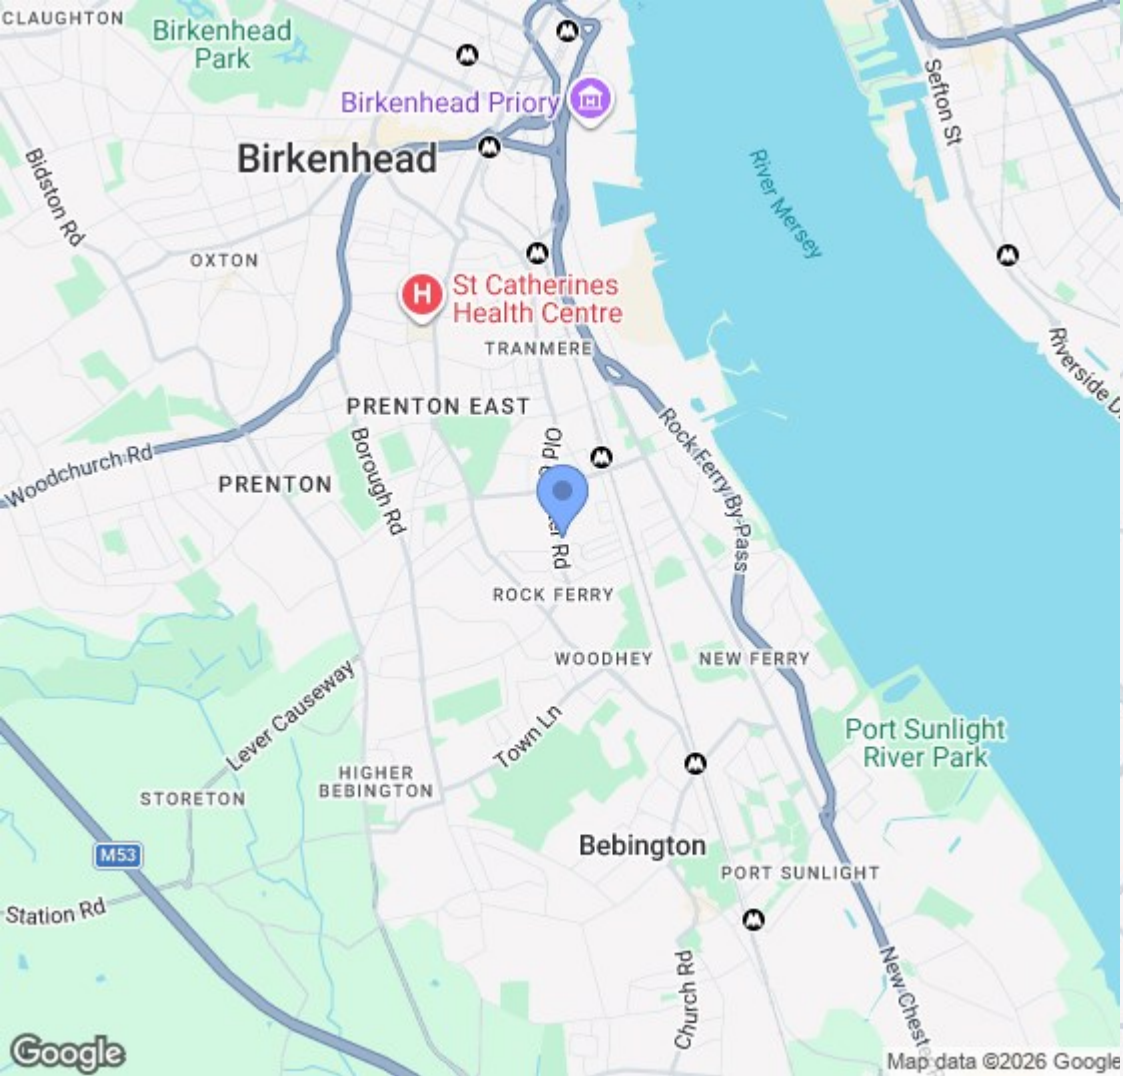 CLAUGHTON
Birkenhead
Park
Sefton St
Birkenhead Priory
Birkenhead
Bidston Rd
River Mersey
OXTON
St Catherines
Health Centre
TRANMERE
Riverside D
PRENTON EAST
Rock Ferry By-Pass
Old
Rd
Borough Rd
Woodchurch Rd
PRENTON
ROCK FERRY
WOODHEY
NEW FERRY
Lever Causeway
Town Ln
Port Sunlight
River Park
HIGHER
BEBINGTON
STORETON
Bebington
M53
PORT SUNLIGHT
Station Rd
Church Rd
New Cheste
Google
Map data ©2026 Google